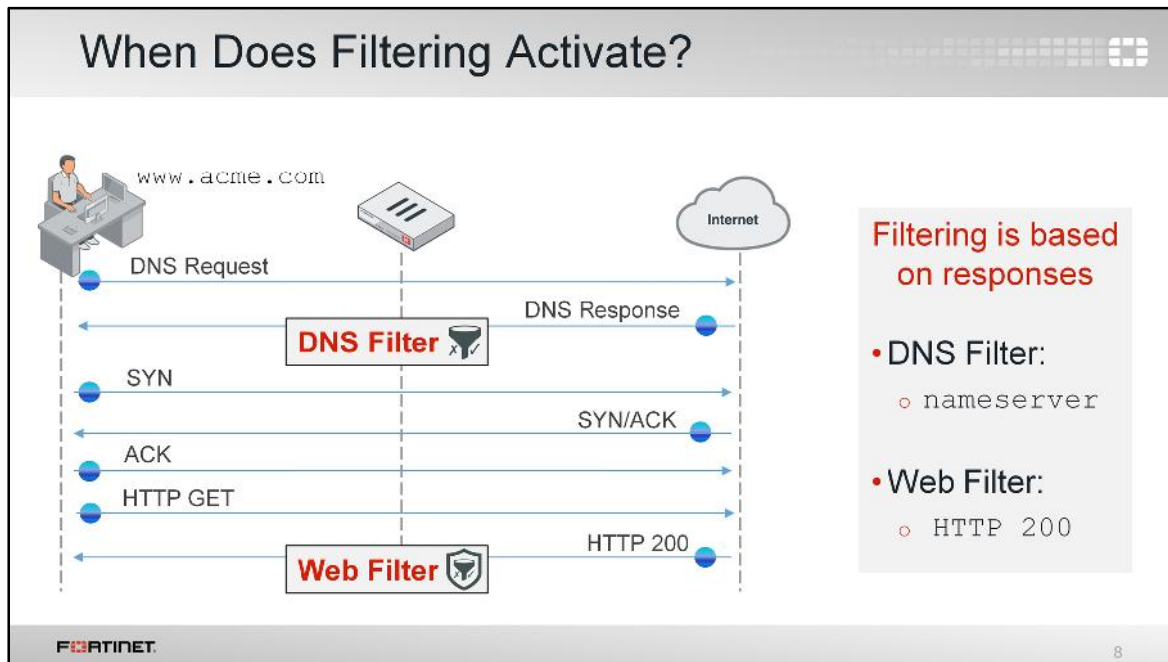 When Does Filtering Activate?
www.acme.com
Internet
DNS Request
DNS Response
DNS Filter
SYN
SYN/ACK
ACK
HTTP GET
HTTP 200
Web Filter
Filtering is based
on responses
• DNS Filter:
o nameserver
• Web Filter:
o HTTP 200
FORTINET
8